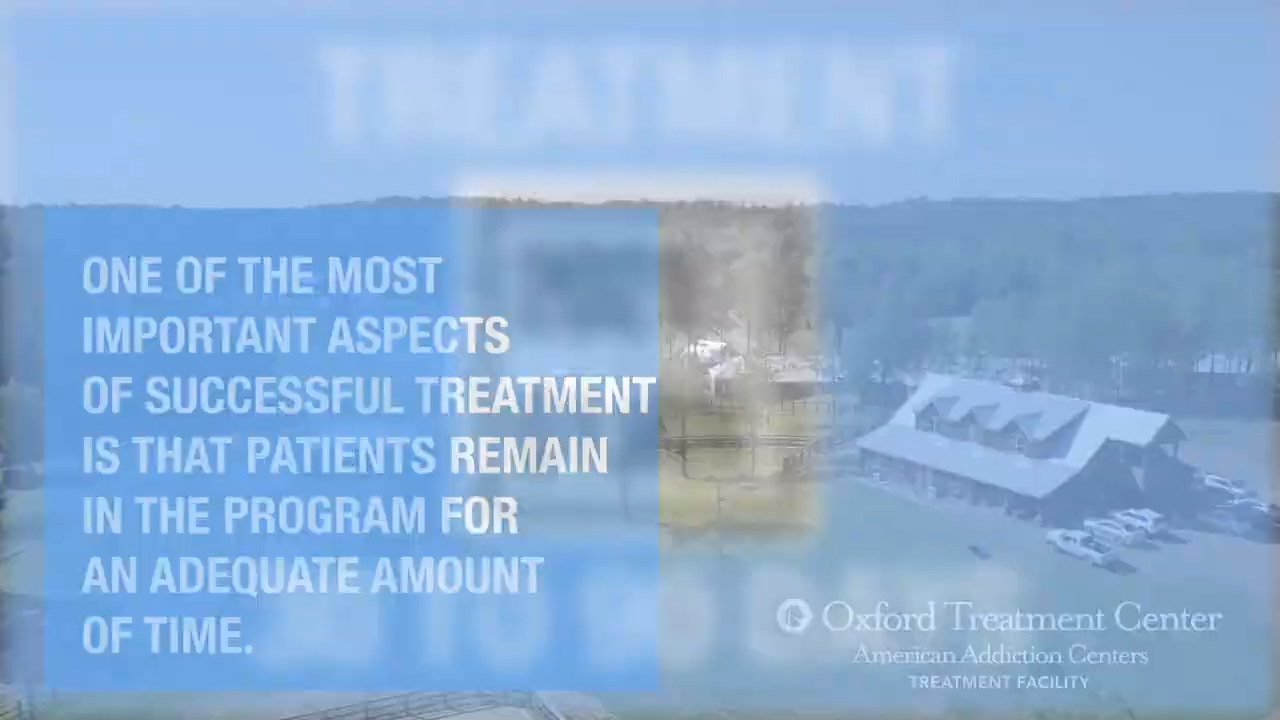 TREATMENT
ONE OF THE MOST
IMPORTANT ASPECTS
OF SUCCESSFUL TREATMENT
IS THAT PATIENTS REMAIN
IN THE PROGRAM FOR
AN ADEQUATE AMOUNT
OF TIME.
Oxford Treatment Center
American Addiction Centers
TREATMENT FACILITY